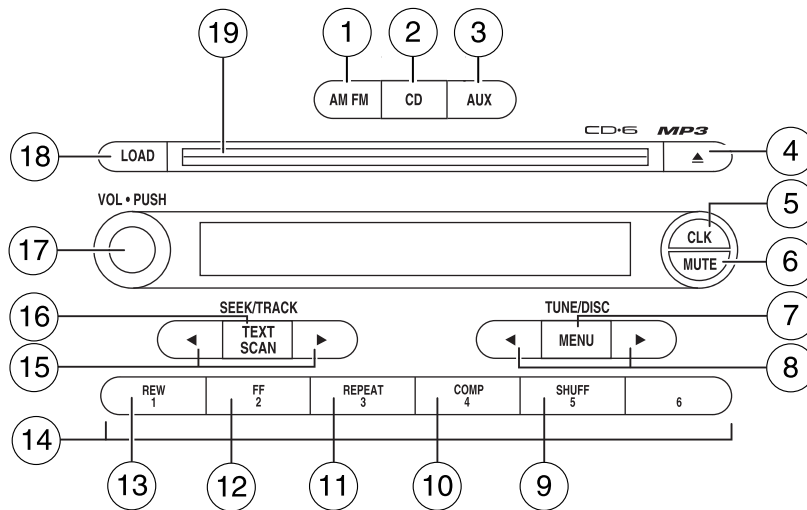 19 1 2 3
AM FM CD AUX
CD·6 MP3
18 LOAD 4
VOL • PUSH 5
17 CLK
MUTE 6
SEEK/TRACK TUNE/DISC
16 TEXT
SCAN MENU 7
15 8
REW
1
FF
2
REPEAT
3
COMP
4
SHUFF
5
6
14
13 12 11 10 9